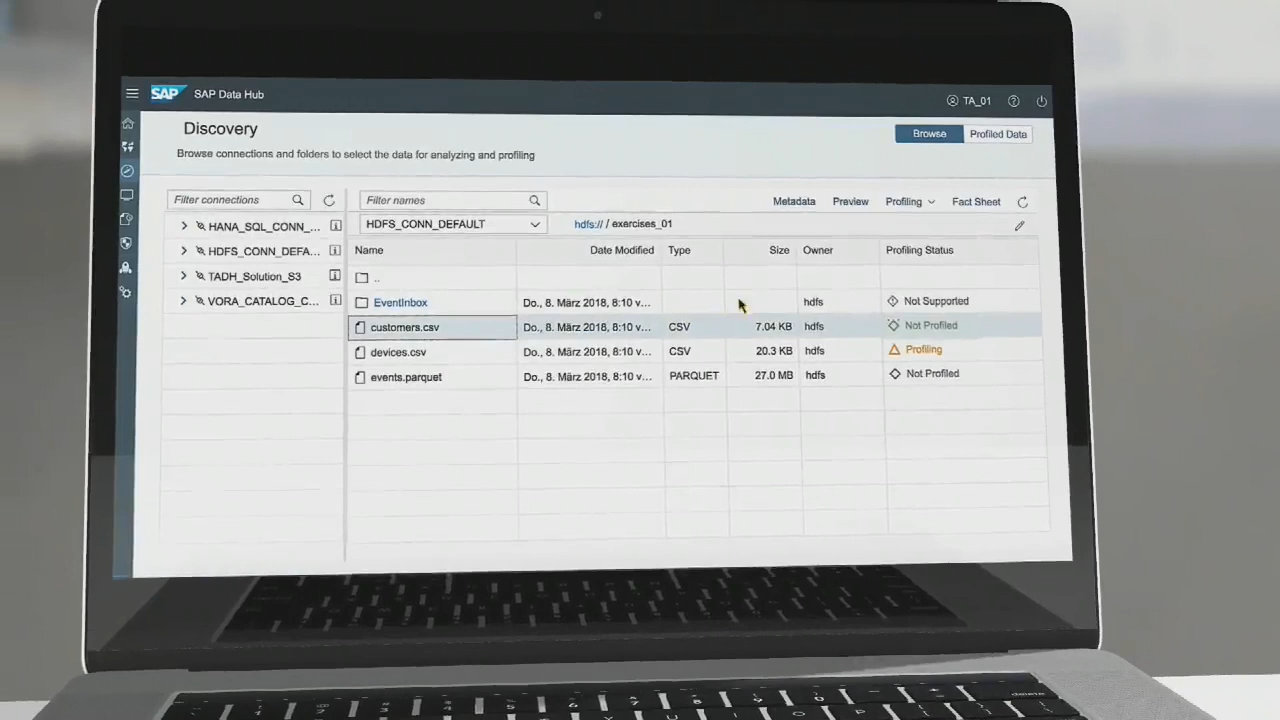 SAP SAP Data Hub TA_01
Discovery Browse Profiled Data
Browse connections and folders to select the data for analyzing and profiling
Filter connections Filter names Metadata Preview Profiling Fact Sheet
HANA_SQL_CONN_... HDFS_CONN_DEFAULT hdfs:// / exercises_01
HDFS_CONN_DEFA... Name Date Modified Type Size Owner Profiling Status
TADH_Solution_S3 ..
VORA_CATALOG_C... EventInbox Do., 8. März 2018, 8:10 v... hdfs Not Supported
customers.csv Do., 8. März 2018, 8:10 v... CSV 7.04 KB hdfs Not Profiled
devices.csv Do., 8. März 2018, 8:10 v... CSV 20.3 KB hdfs Profiling
events.parquet Do., 8. März 2018, 8:10 v... PARQUET 27.0 MB hdfs Not Profiled
delete